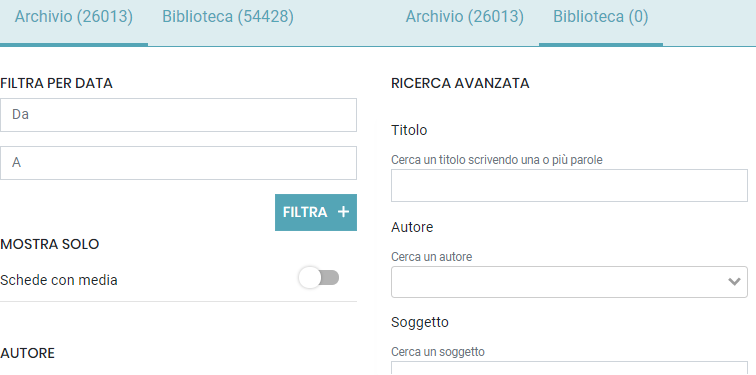 Archivio (26013) Biblioteca (54428)
FILTRA PER DATA
Da
A
FILTRA +
MOSTRA SOLO
Schede con media
AUTORE
Archivio (26013) Biblioteca (0)
RICERCA AVANZATA
Titolo
Cerca un titolo scrivendo una o più parole
Autore
Cerca un autore
Soggetto
Cerca un soggetto